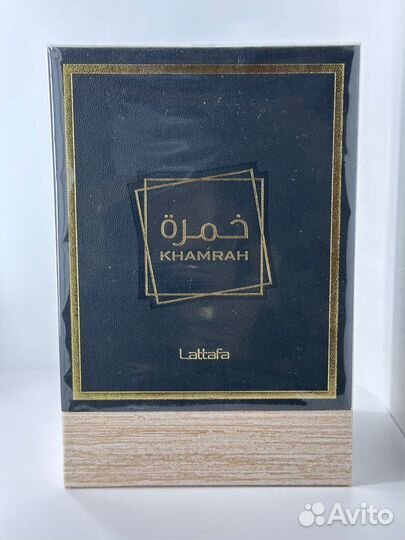 خمرة
KHAMRAH
Lattafa
Avito